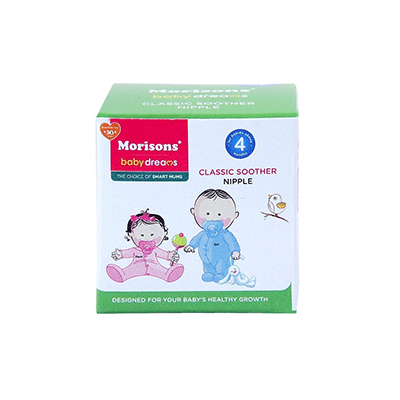 Morisons
baby dreams
CLASSIC SOOTHER
NIPPLE
30+
Morisons
baby dreams
THE CHOICE OF SMART MUMS
4
CLASSIC SOOTHER
NIPPLE
DESIGNED FOR YOUR BABY'S HEALTHY GROWTH